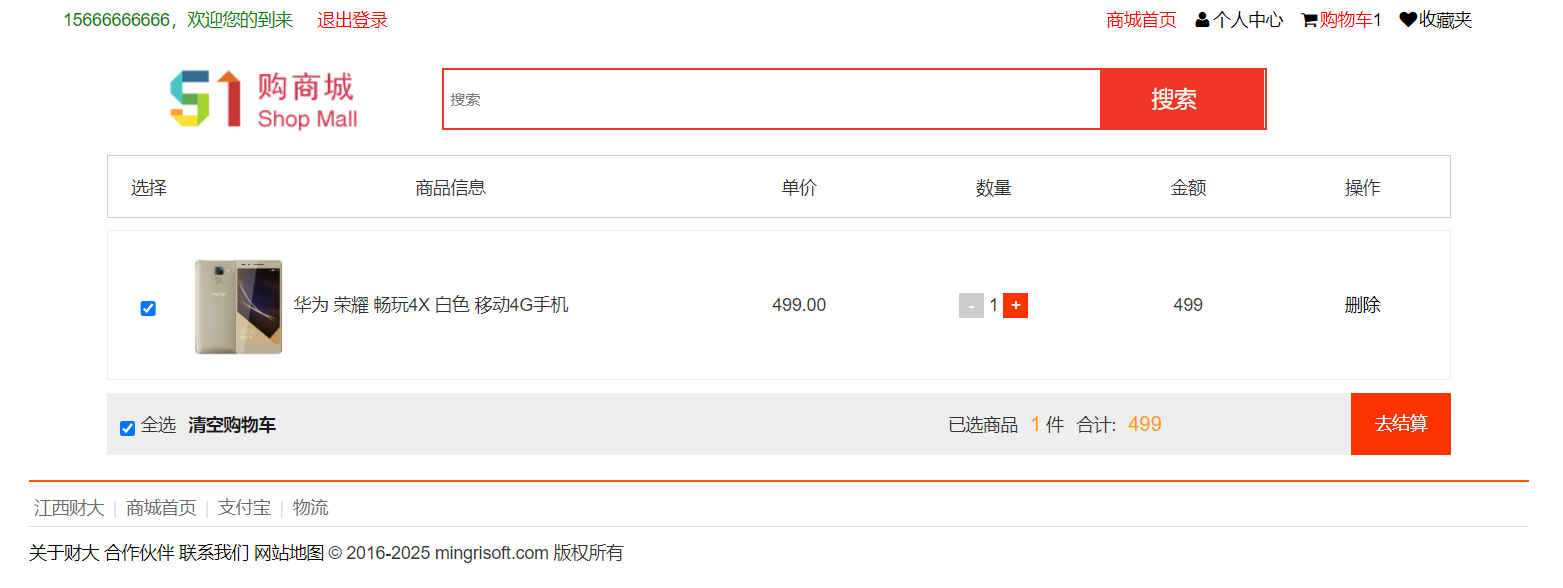 15666666666，欢迎您的到来 退出登录 商城首页 个人中心 购物车1 收藏夹
51 购商城
Shop Mall
搜索 搜索
选择 商品信息 单价 数量 金额 操作
华为 荣耀 畅玩4X 白色 移动4G手机 499.00 - 1 + 499 删除
全选 清空购物车 已选商品 1 件 合计: 499 去结算
江西财大 | 商城首页 | 支付宝 | 物流
关于财大 合作伙伴 联系我们 网站地图 © 2016-2025 mingrisoft.com 版权所有